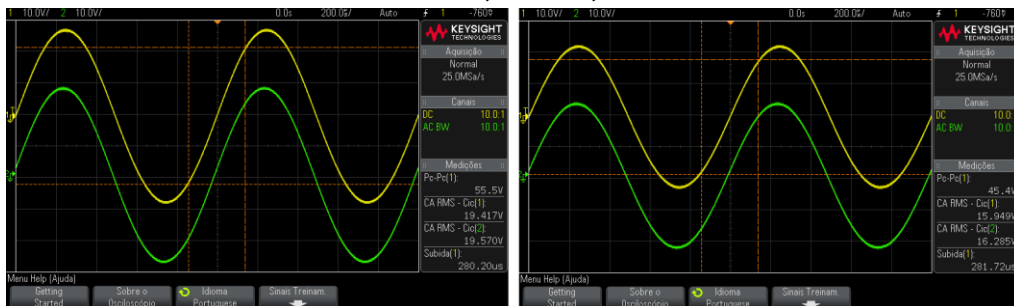 1 10.0V/ 2 10.0V/ 0.0s 200.0㎲/ Auto 1 -760
KEYSIGHT
TECHNOLOGIES
Aquisição
Normal
25.0MSa/s
Canais
DC 10.0:1
AC BW 10.0:1
Medições
Pc-Pc(1):
55.5V
CA RMS - Cic(1):
19.417V
CA RMS - Cic(2):
19.570V
Subida(1):
280.20us
Menu Help (Ajuda)
Getting
Started
Sobre o
Osciloscópio
Idioma
Portuguese
Sinais Treinam.
1 10.0V/ 2 10.0V/ 0.0s 200.0㎲/ Auto 1 -760
KEYSIGHT
TECHNOLOGIES
Aquisição
Normal
25.0MSa/s
Canais
DC 10.0:
AC BW 10.0:
Medições
Pc-Pc(1):
45.4V
CA RMS - Cic(1):
15.949V
CA RMS - Cic(2):
16.285V
Subida(1):
281.72us
Menu Help (Ajuda)
Getting
Started
Sobre o
Osciloscópio
Idioma
Portuguese
Sinais Treinam.